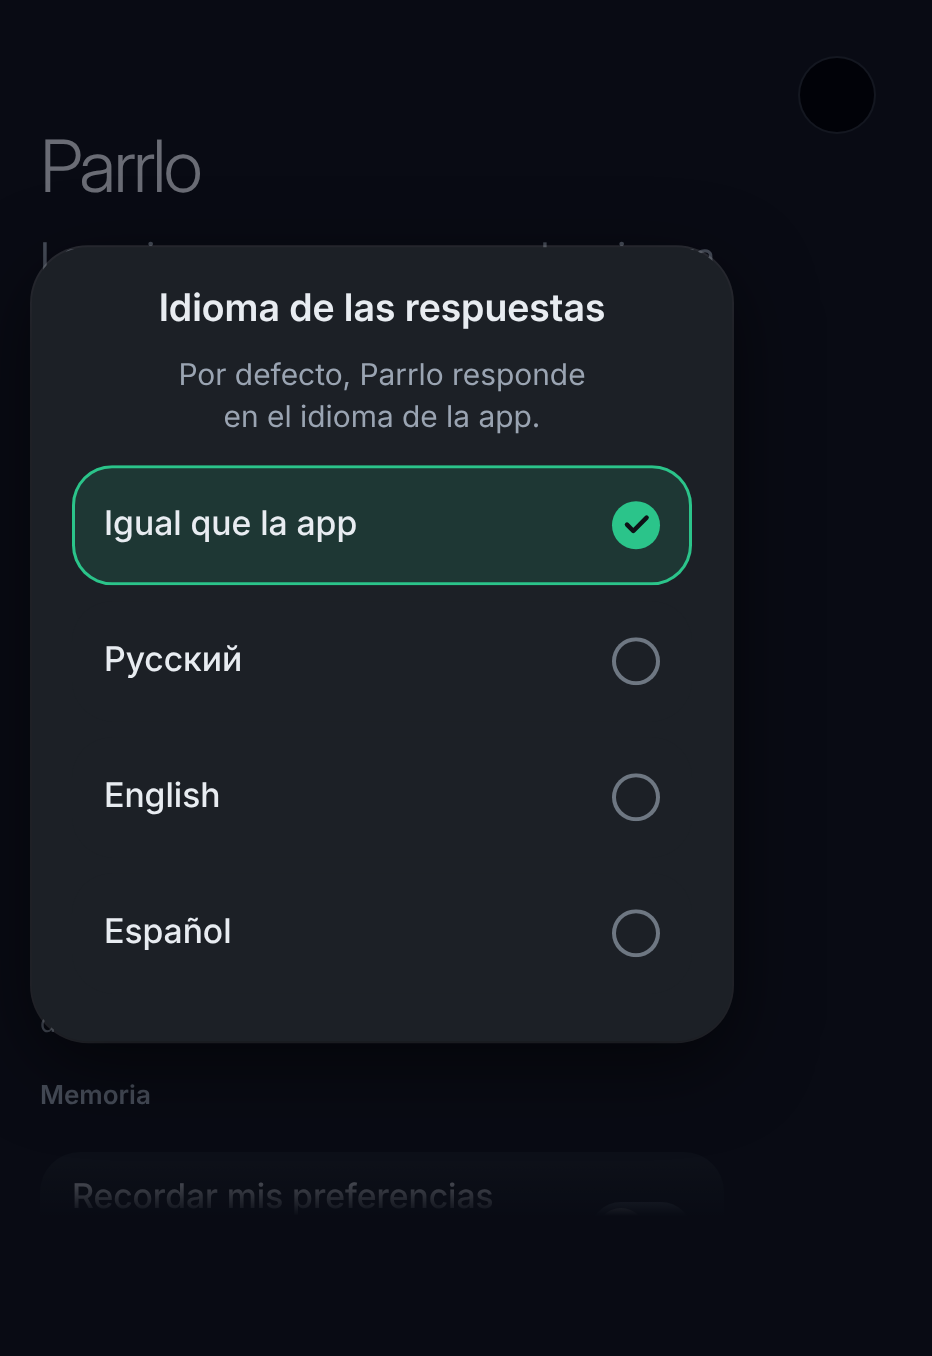 Parrlo
Idioma de las respuestas
Por defecto, Parrlo responde
en el idioma de la app.
Igual que la app
Русский
English
Español
Memoria
Recordar mis preferencias